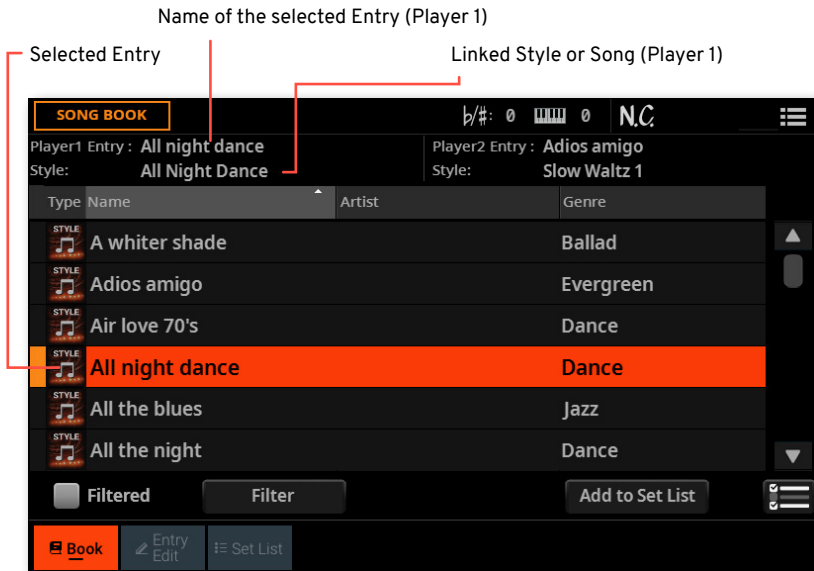 Name of the selected Entry (Player 1)
Selected Entry
Linked Style or Song (Player 1)
SONG BOOK
♭/#: 0 0 N.C.
Player1 Entry : All night dance
Player2 Entry : Adios amigo
Style: All Night Dance
Style: Slow Waltz 1
Type Name Artist Genre
STYLE A whiter shade Ballad
STYLE Adios amigo Evergreen
STYLE Air love 70's Dance
STYLE All night dance Dance
STYLE All the blues Jazz
STYLE All the night Dance
Filtered Filter Add to Set List
Book Entry Edit Set List